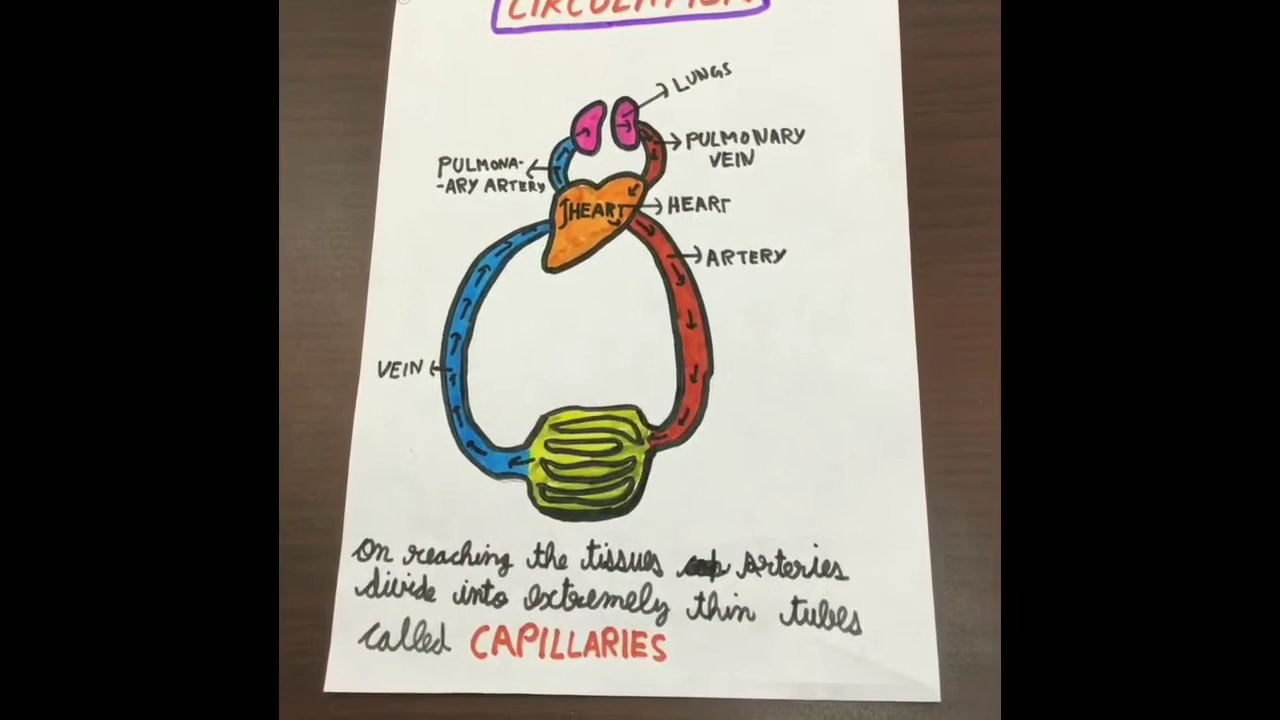 CIRCULATION
LUNGS
PULMONARY
VEIN
PULMONA-
-ARY ARTERY
HEART
HEART
ARTERY
VEIN
On reaching the tissues Arteries
divide into extremely thin tubes
called CAPILLARIES